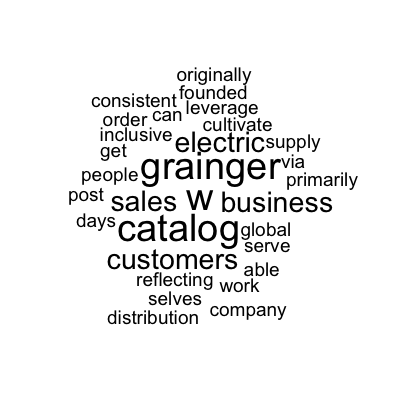 originally
founded
consistent
leverage
order can
cultivate
inclusive
electric supply
get
grainger via
people
primarily
post
sales w business
days
catalog global
serve
customers able
reflecting
work
selves
company
distribution